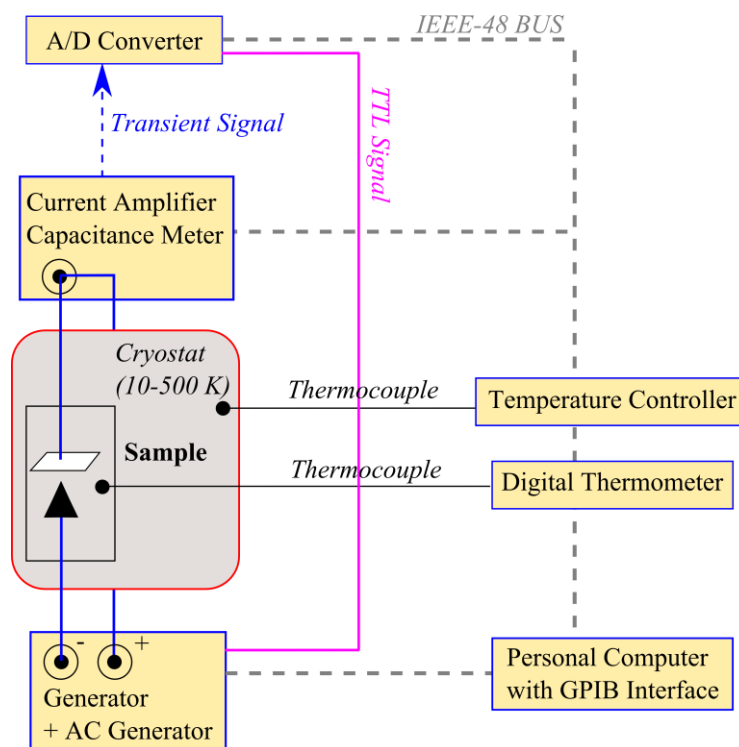 A/D Converter
IEEE-48 BUS
Transient Signal
TTL Signal
Current Amplifier
Capacitance Meter
Cryostat
(10-500 K)
Thermocouple
Temperature Controller
Sample
Thermocouple
Digital Thermometer
- +
Generator
+ AC Generator
Personal Computer
with GPIB Interface